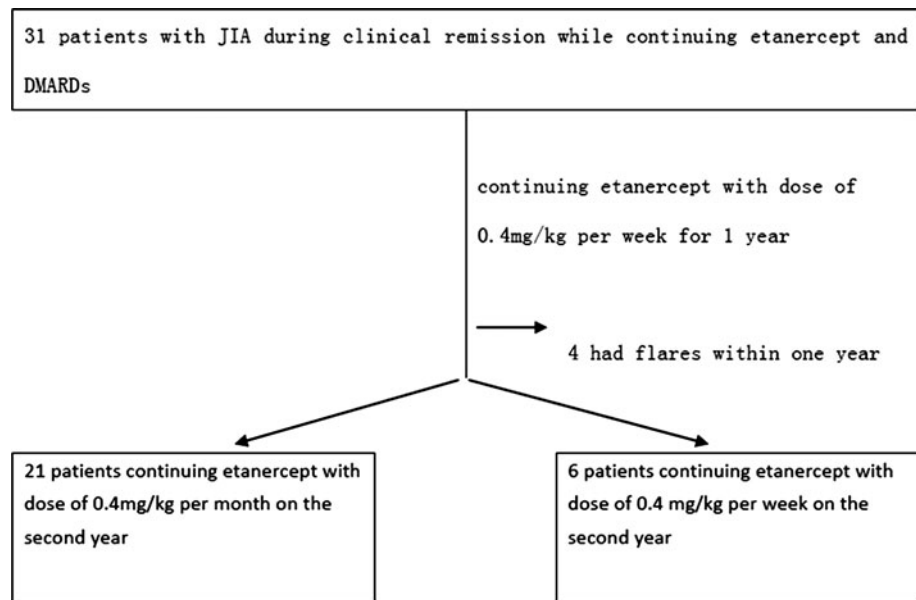 31 patients with JIA during clinical remission while continuing etanercept and
DMARDs
continuing etanercept with dose of
0.4mg/kg per week for 1 year
4 had flares within one year
21 patients continuing etanercept with
dose of 0.4mg/kg per month on the
second year
6 patients continuing etanercept with
dose of 0.4 mg/kg per week on the
second year